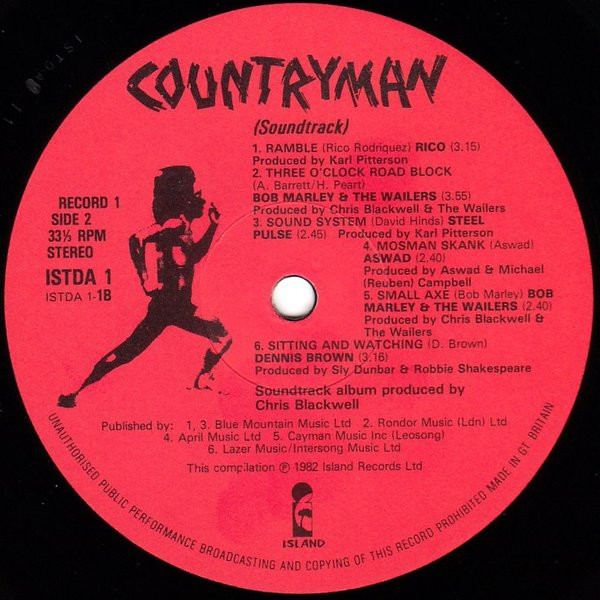 COUNTRYMAN
(Soundtrack)
1. RAMBLE (Rico Rodriquez) RICO (3.15)
Produced by Karl Pitterson
2. THREE O'CLOCK ROAD BLOCK
(A. Barrett/H. Peart)
BOB MARLEY & THE WAILERS (3.55)
Produced by Chris Blackwell & The Wailers
3. SOUND SYSTEM (David Hinds) STEEL
PULSE (2.45) Produced by Karl Pitterson
4. MOSMAN SKANK (Aswad)
ASWAD (2.40)
Produced by Aswad & Michael
(Reuben) Campbell
5. SMALL AXE (Bob Marley) BOB
MARLEY & THE WAILERS (2.40)
Produced by Chris Blackwell &
The Wailers
6. SITTING AND WATCHING (D. Brown)
DENNIS BROWN (3.16)
Produced by Sly Dunbar & Robbie Shakespeare
RECORD 1
SIDE 2
33⅓ RPM
STEREO
ISTDA 1
ISTDA 1-1B
Soundtrack album produced by
Chris Blackwell
Published by: 1, 3. Blue Mountain Music Ltd 2. Rondor Music (Ldn) Ltd
4. April Music Ltd 5. Cayman Music Inc (Leosong)
6. Lazer Music/Intersong Music Ltd
This compilation ℗ 1982 Island Records Ltd
ISLAND
UNAUTHORISED PUBLIC PERFORMANCE BROADCASTING AND COPYING OF THIS RECORD PROHIBITED MADE IN GT. BRITAIN